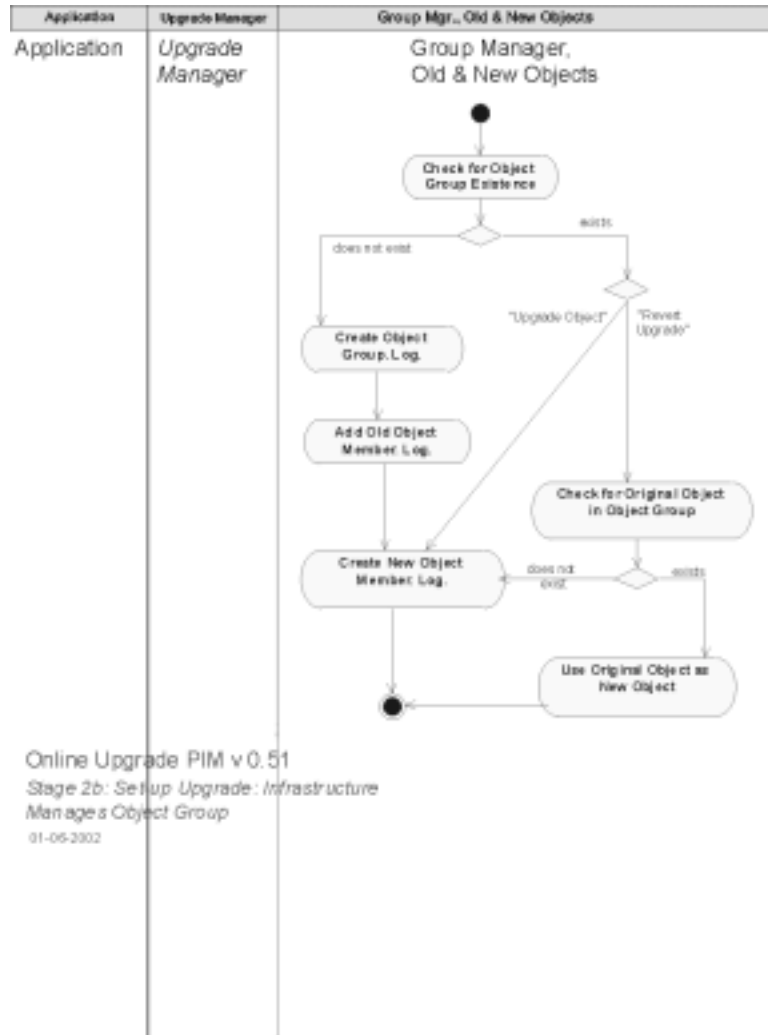 Application
Upgrade Manager
Group Mgr., Old & New Objects
Application
Upgrade
Manager
Group Manager,
Old & New Objects
Check for Object
Group Existence
exists
does not exist
"Upgrade Object"
"Revert
Upgrade"
Create Object
Group. Log.
Add Old Object
Member. Log.
Check for Original Object
in Object Group
Create New Object
Member. Log.
does not
exist
exists
Use Original Object as
New Object
Online Upgrade PIM v 0.51
Stage 2b: Set up Upgrade: Infrastructure
Manages Object Group
01-06-2002